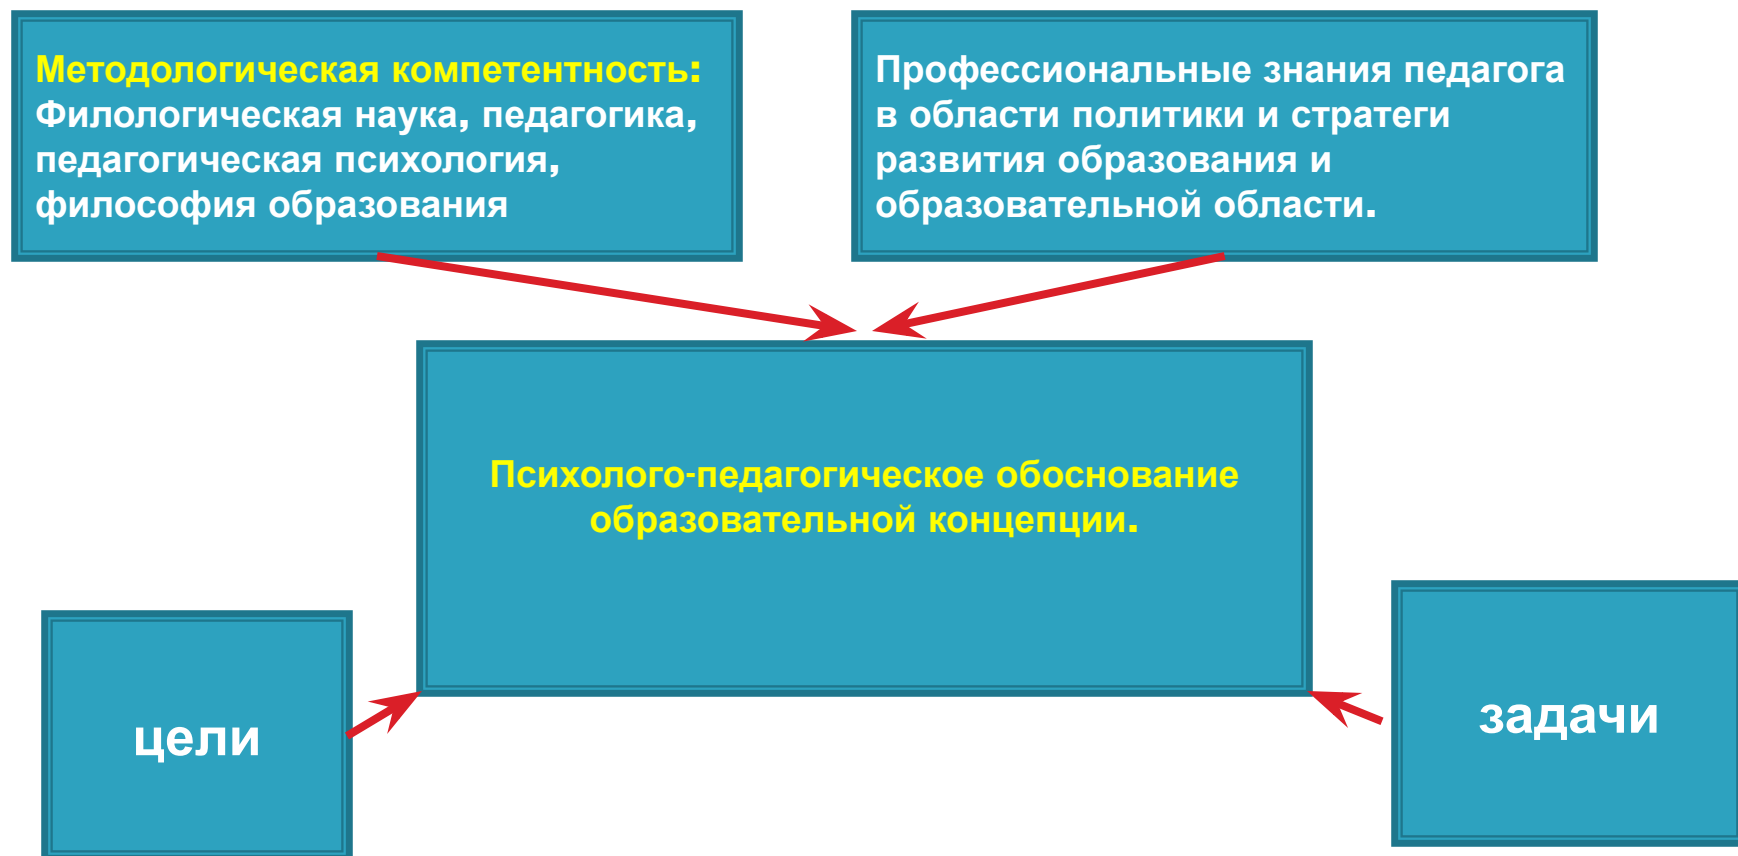 Методологическая компетентность:
Филологическая наука, педагогика,
педагогическая психология,
философия образования
Профессиональные знания педагога
в области политики и стратеги
развития образования и
образовательной области.
Психолого-педагогическое обоснование
образовательной концепции.
цели
задачи